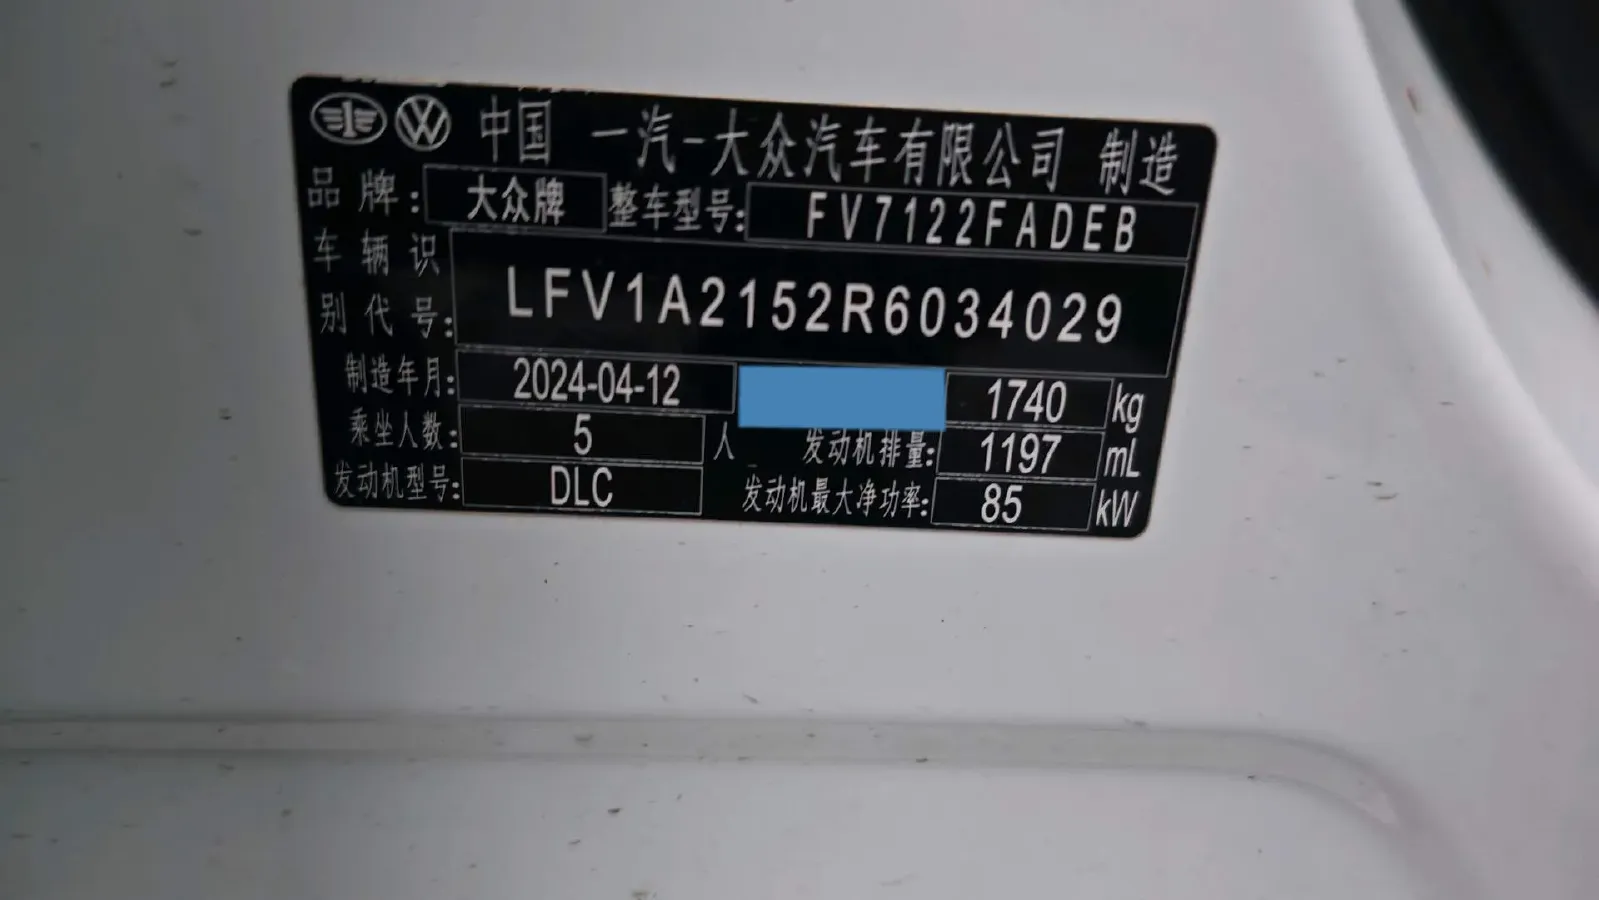 中国 一汽-大众汽车有限公司 制造
品牌: 大众牌 整车型号: FV7122FADEB
车辆识别代号: LFV1A2152R6034029
制造年月: 2024-04-12 1740 kg
乘坐人数: 5 人 发动机排量: 1197 mL
发动机型号: DLC 发动机最大净功率: 85 kW